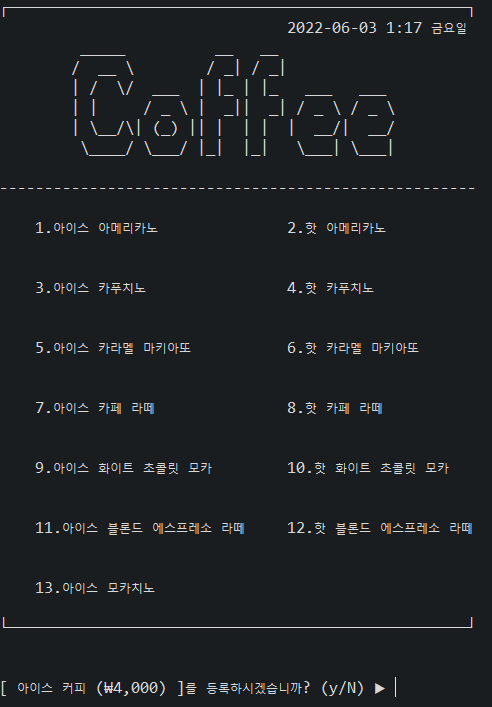 2022-06-03 1:17 금요일
Coffee
1.아이스 아메리카노 2.핫 아메리카노
3.아이스 카푸치노 4.핫 카푸치노
5.아이스 카라멜 마키아또 6.핫 카라멜 마키아또
7.아이스 카페 라떼 8.핫 카페 라떼
9.아이스 화이트 초콜릿 모카 10.핫 화이트 초콜릿 모카
11.아이스 블론드 에스프레소 라떼 12.핫 블론드 에스프레소 라떼
13.아이스 모카치노
[ 아이스 커피 (₩4,000) ]를 등록하시겠습니까? (y/N) ▶